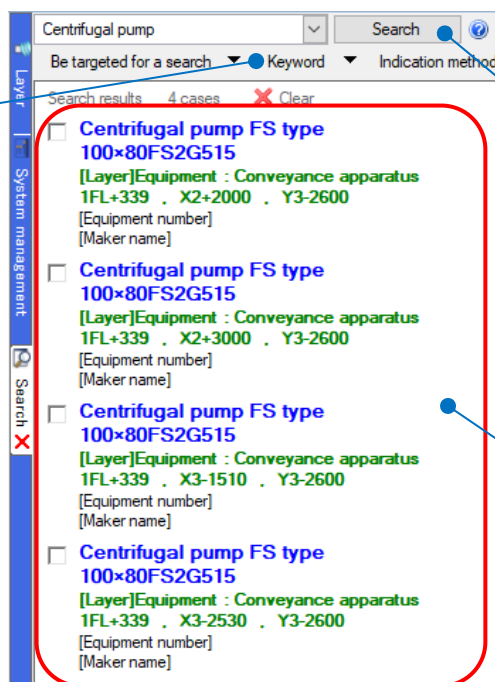 Centrifugal pump
Search
Be targeted for a search
Keyword
Indication method
Search results 4 cases Clear
Centrifugal pump FS type
100×80FS2G515
[Layer]Equipment : Conveyance apparatus
1FL+339 . X2+2000 . Y3-2600
[Equipment number]
[Maker name]
Centrifugal pump FS type
100×80FS2G515
[Layer]Equipment : Conveyance apparatus
1FL+339 . X2+3000 . Y3-2600
[Equipment number]
[Maker name]
Centrifugal pump FS type
100×80FS2G515
[Layer]Equipment : Conveyance apparatus
1FL+339 . X3-1510 . Y3-2600
[Equipment number]
[Maker name]
Centrifugal pump FS type
100×80FS2G515
[Layer]Equipment : Conveyance apparatus
1FL+339 . X3-2530 . Y3-2600
[Equipment number]
[Maker name]
Layer
System management
Search